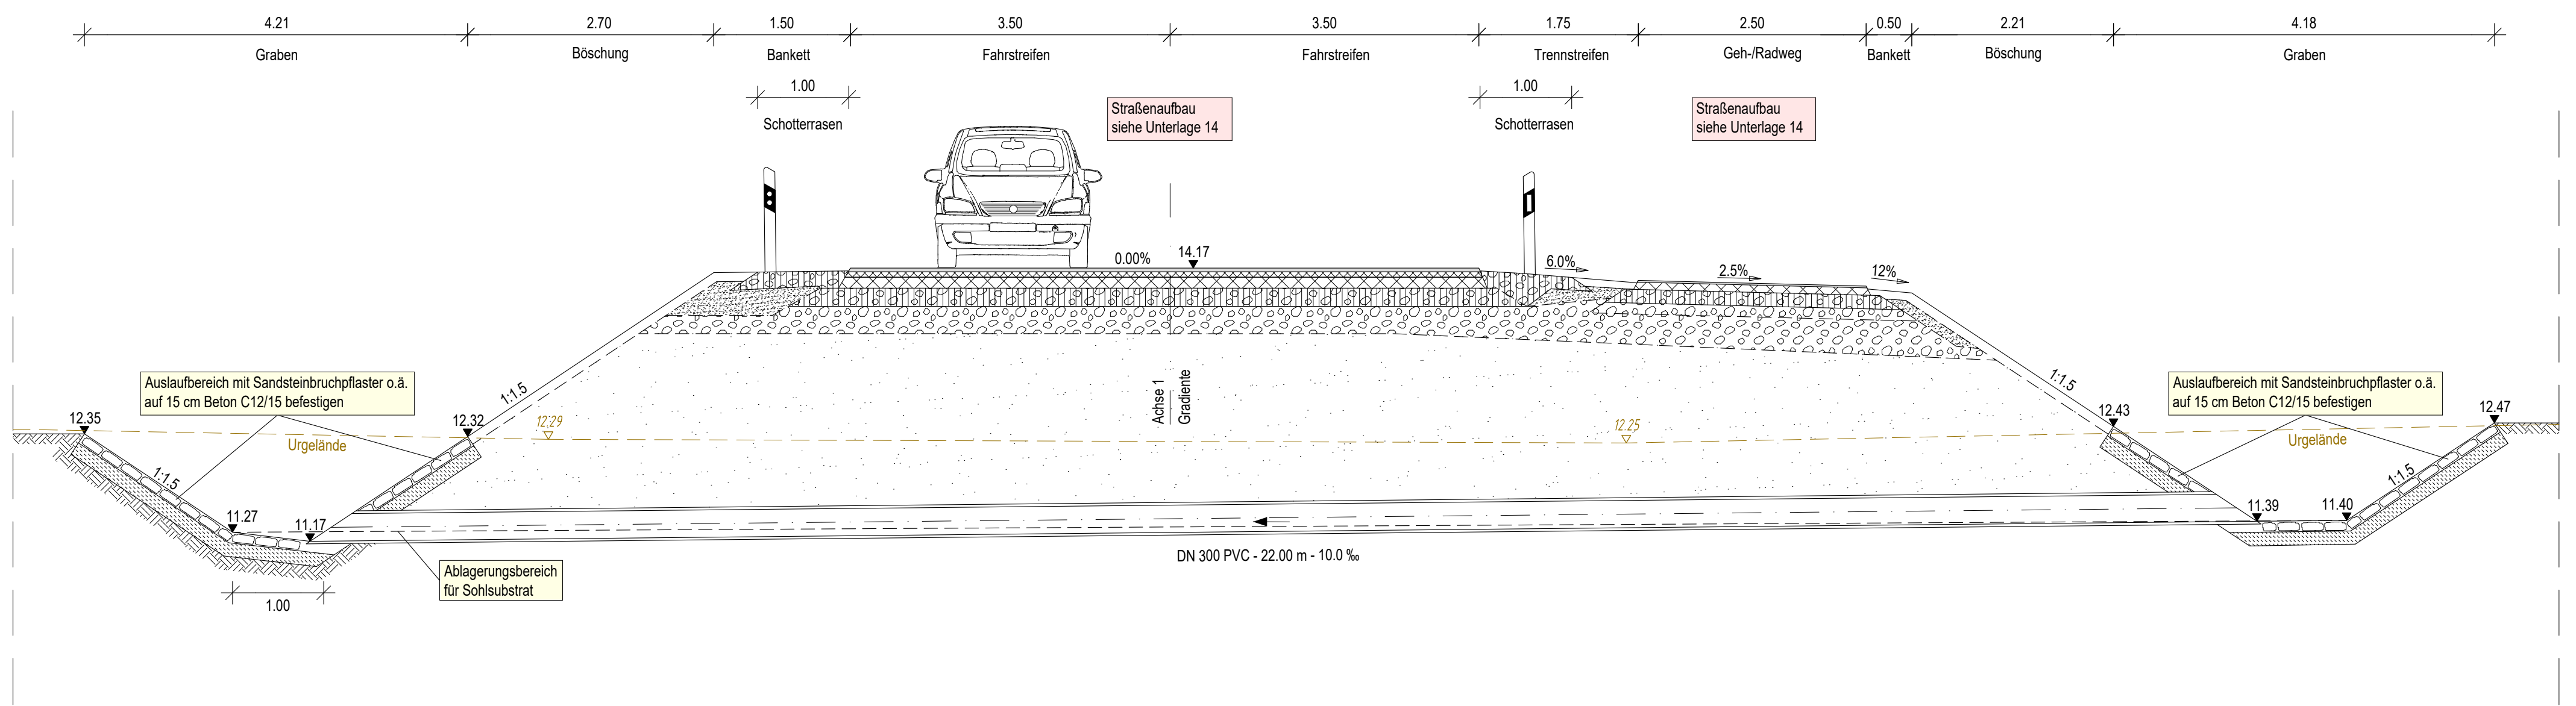 4.21
2.70
1.50
3.50
3.50
1.75
2.50
0.50
2.21
4.18
Graben
Böschung
Bankett
Fahrstreifen
Fahrstreifen
Trennstreifen
Geh-/Radweg
Bankett
Böschung
Graben
1.00
Schotterrasen
1.00
Schotterrasen
Straßenaufbau
siehe Unterlage 14
Straßenaufbau
siehe Unterlage 14
0.00%
14.17
6.0%
2.5%
12%
Auslaufbereich mit Sandsteinbruchpflaster o.ä.
auf 15 cm Beton C12/15 befestigen
1:1.5
Achse 1
Gradiente
1:1.5
Auslaufbereich mit Sandsteinbruchpflaster o.ä.
auf 15 cm Beton C12/15 befestigen
12.35
12.32
12.29
12.25
12.43
12.47
Urgelände
Urgelände
1:1.5
1:1.5
11.27
11.17
11.39
11.40
DN 300 PVC - 22.00 m - 10.0 ‰
Ablagerungsbereich
für Sohlsubstrat
1.00